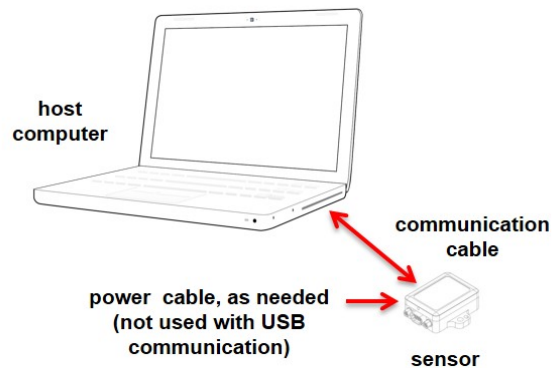 host
computer
communication
cable
power cable, as needed
(not used with USB
communication)
sensor